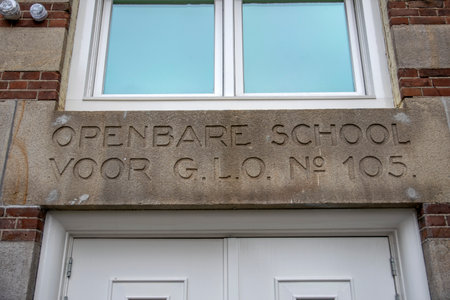 OPENBARE SCHOOL
VOOR G.L.O. Nº 105.